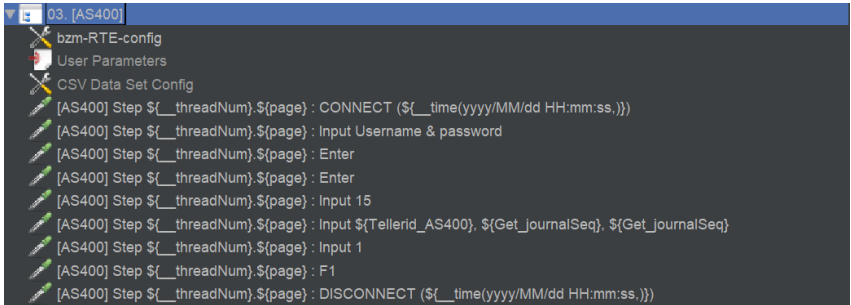 03. [AS400]
bzm-RTE-config
User Parameters
CSV Data Set Config
[AS400] Step ${__threadNum}.${page} : CONNECT (${__time(yyyy/MM/dd HH:mm:ss,)})
[AS400] Step ${__threadNum}.${page} : Input Username & password
[AS400] Step ${__threadNum}.${page} : Enter
[AS400] Step ${__threadNum}.${page} : Enter
[AS400] Step ${__threadNum}.${page} : Input 15
[AS400] Step ${__threadNum}.${page} : Input ${Tellerid_AS400}, ${Get_journalSeq}, ${Get_journalSeq}
[AS400] Step ${__threadNum}.${page} : Input 1
[AS400] Step ${__threadNum}.${page} : F1
[AS400] Step ${__threadNum}.${page} : DISCONNECT (${__time(yyyy/MM/dd HH:mm:ss,)})